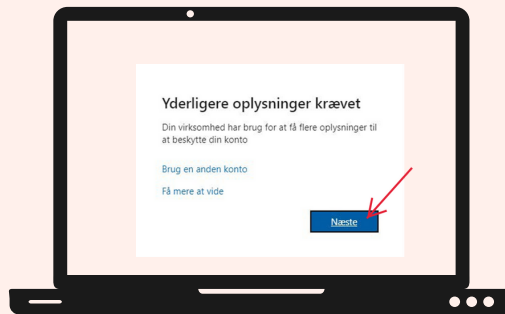 Yderligere oplysninger krævet
Din virksomhed har brug for at få flere oplysninger til
at beskytte din konto
Brug en anden konto
Få mere at vide
Næste